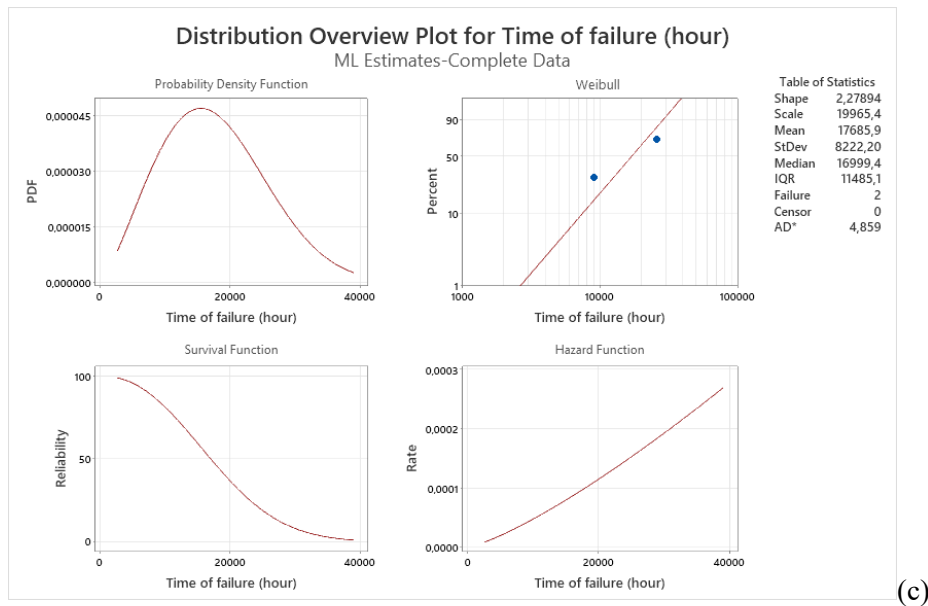 Distribution Overview Plot for Time of failure (hour)
ML Estimates-Complete Data
Probability Density Function
0,000045
0,000030
0,000015
0,000000
PDF
0 20000 40000
Time of failure (hour)
Weibull
90
50
10
1
Percent
1000 10000 100000
Time of failure (hour)
Table of Statistics
Shape 2,27894
Scale 19965,4
Mean 17685,9
StDev 8222,20
Median 16999,4
IQR 11485,1
Failure 2
Censor 0
AD* 4,859
Survival Function
100
50
0
Reliability
0 20000 40000
Time of failure (hour)
Hazard Function
0,0003
0,0002
0,0001
0,0000
Rate
0 20000 40000
Time of failure (hour)
(c)